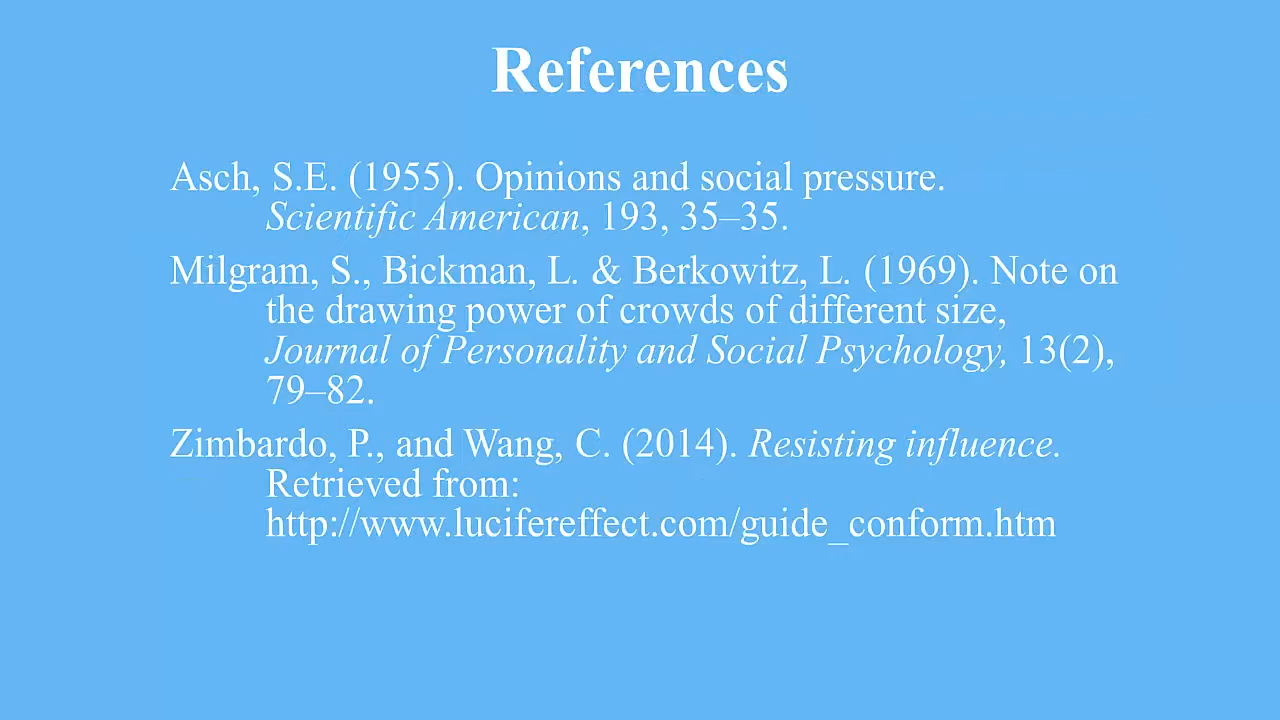 References
Asch, S.E. (1955). Opinions and social pressure.
Scientific American, 193, 35–35.
Milgram, S., Bickman, L. & Berkowitz, L. (1969). Note on
the drawing power of crowds of different size,
Journal of Personality and Social Psychology, 13(2),
79–82.
Zimbardo, P., and Wang, C. (2014). Resisting influence.
Retrieved from:
http://www.lucifereffect.com/guide_conform.htm